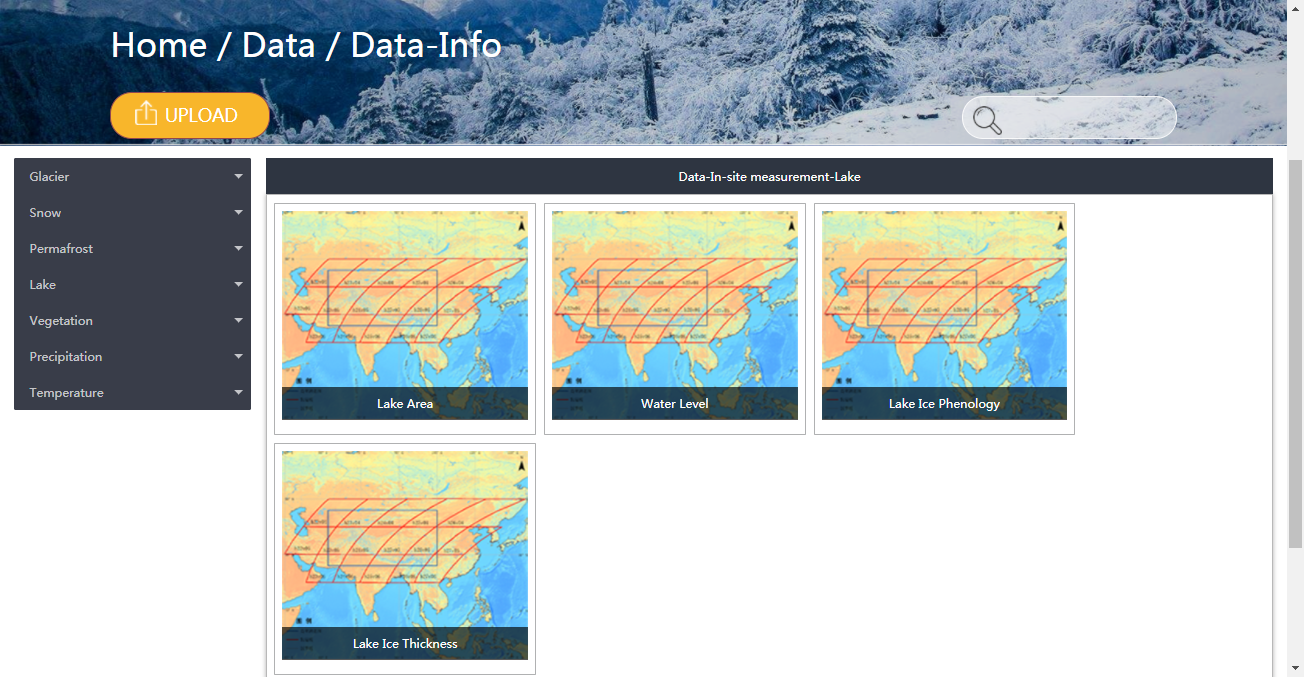 Home / Data / Data-Info
UPLOAD
Glacier
Snow
Permafrost
Lake
Vegetation
Precipitation
Temperature
Data-In-site measurement-Lake
Lake Area
Water Level
Lake Ice Phenology
Lake Ice Thickness